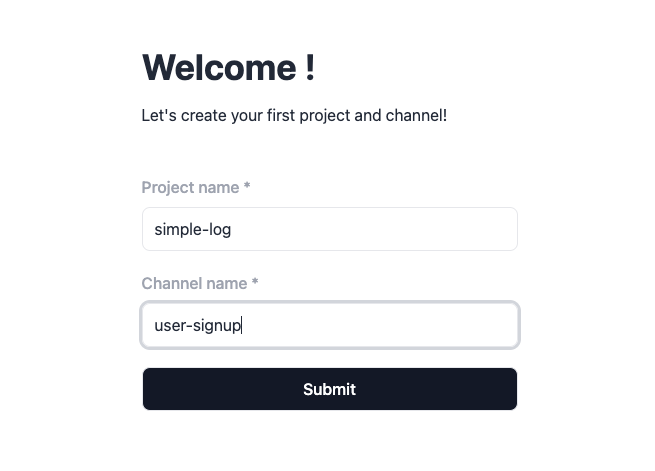 Welcome !
Let's create your first project and channel!
Project name *
simple-log
Channel name *
user-signup
Submit